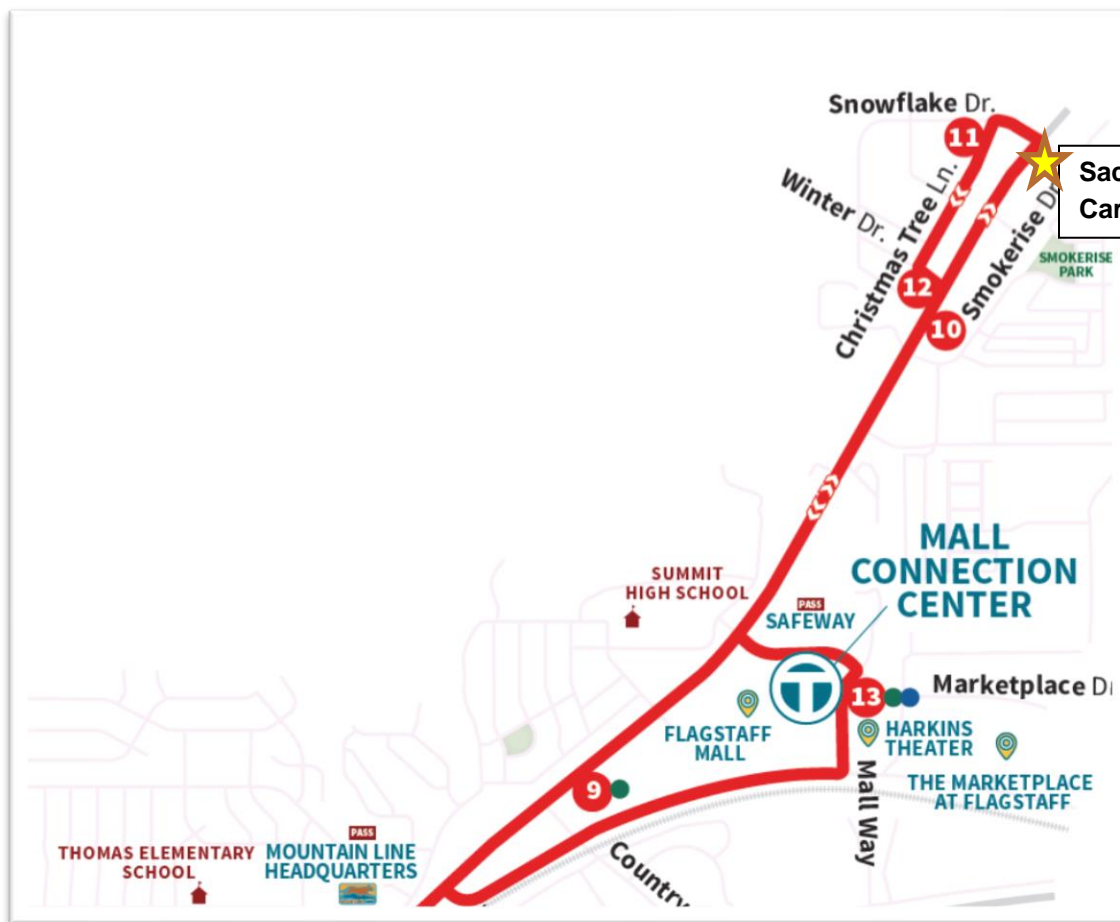 Snowflake Dr.
11
Winter Dr.
Christmas Tree Ln.
Smokerise
SMOKERISE
PARK
12
10
MALL
CONNECTION
CENTER
SUMMIT
HIGH SCHOOL
PASS
SAFEWAY
T
13
Marketplace
FLAGSTAFF
MALL
HARKINS
THEATER
THE MARKETPLACE
AT FLAGSTAFF
Mall Way
9
Country
PASS
THOMAS ELEMENTARY
SCHOOL
MOUNTAIN LINE
HEADQUARTERS